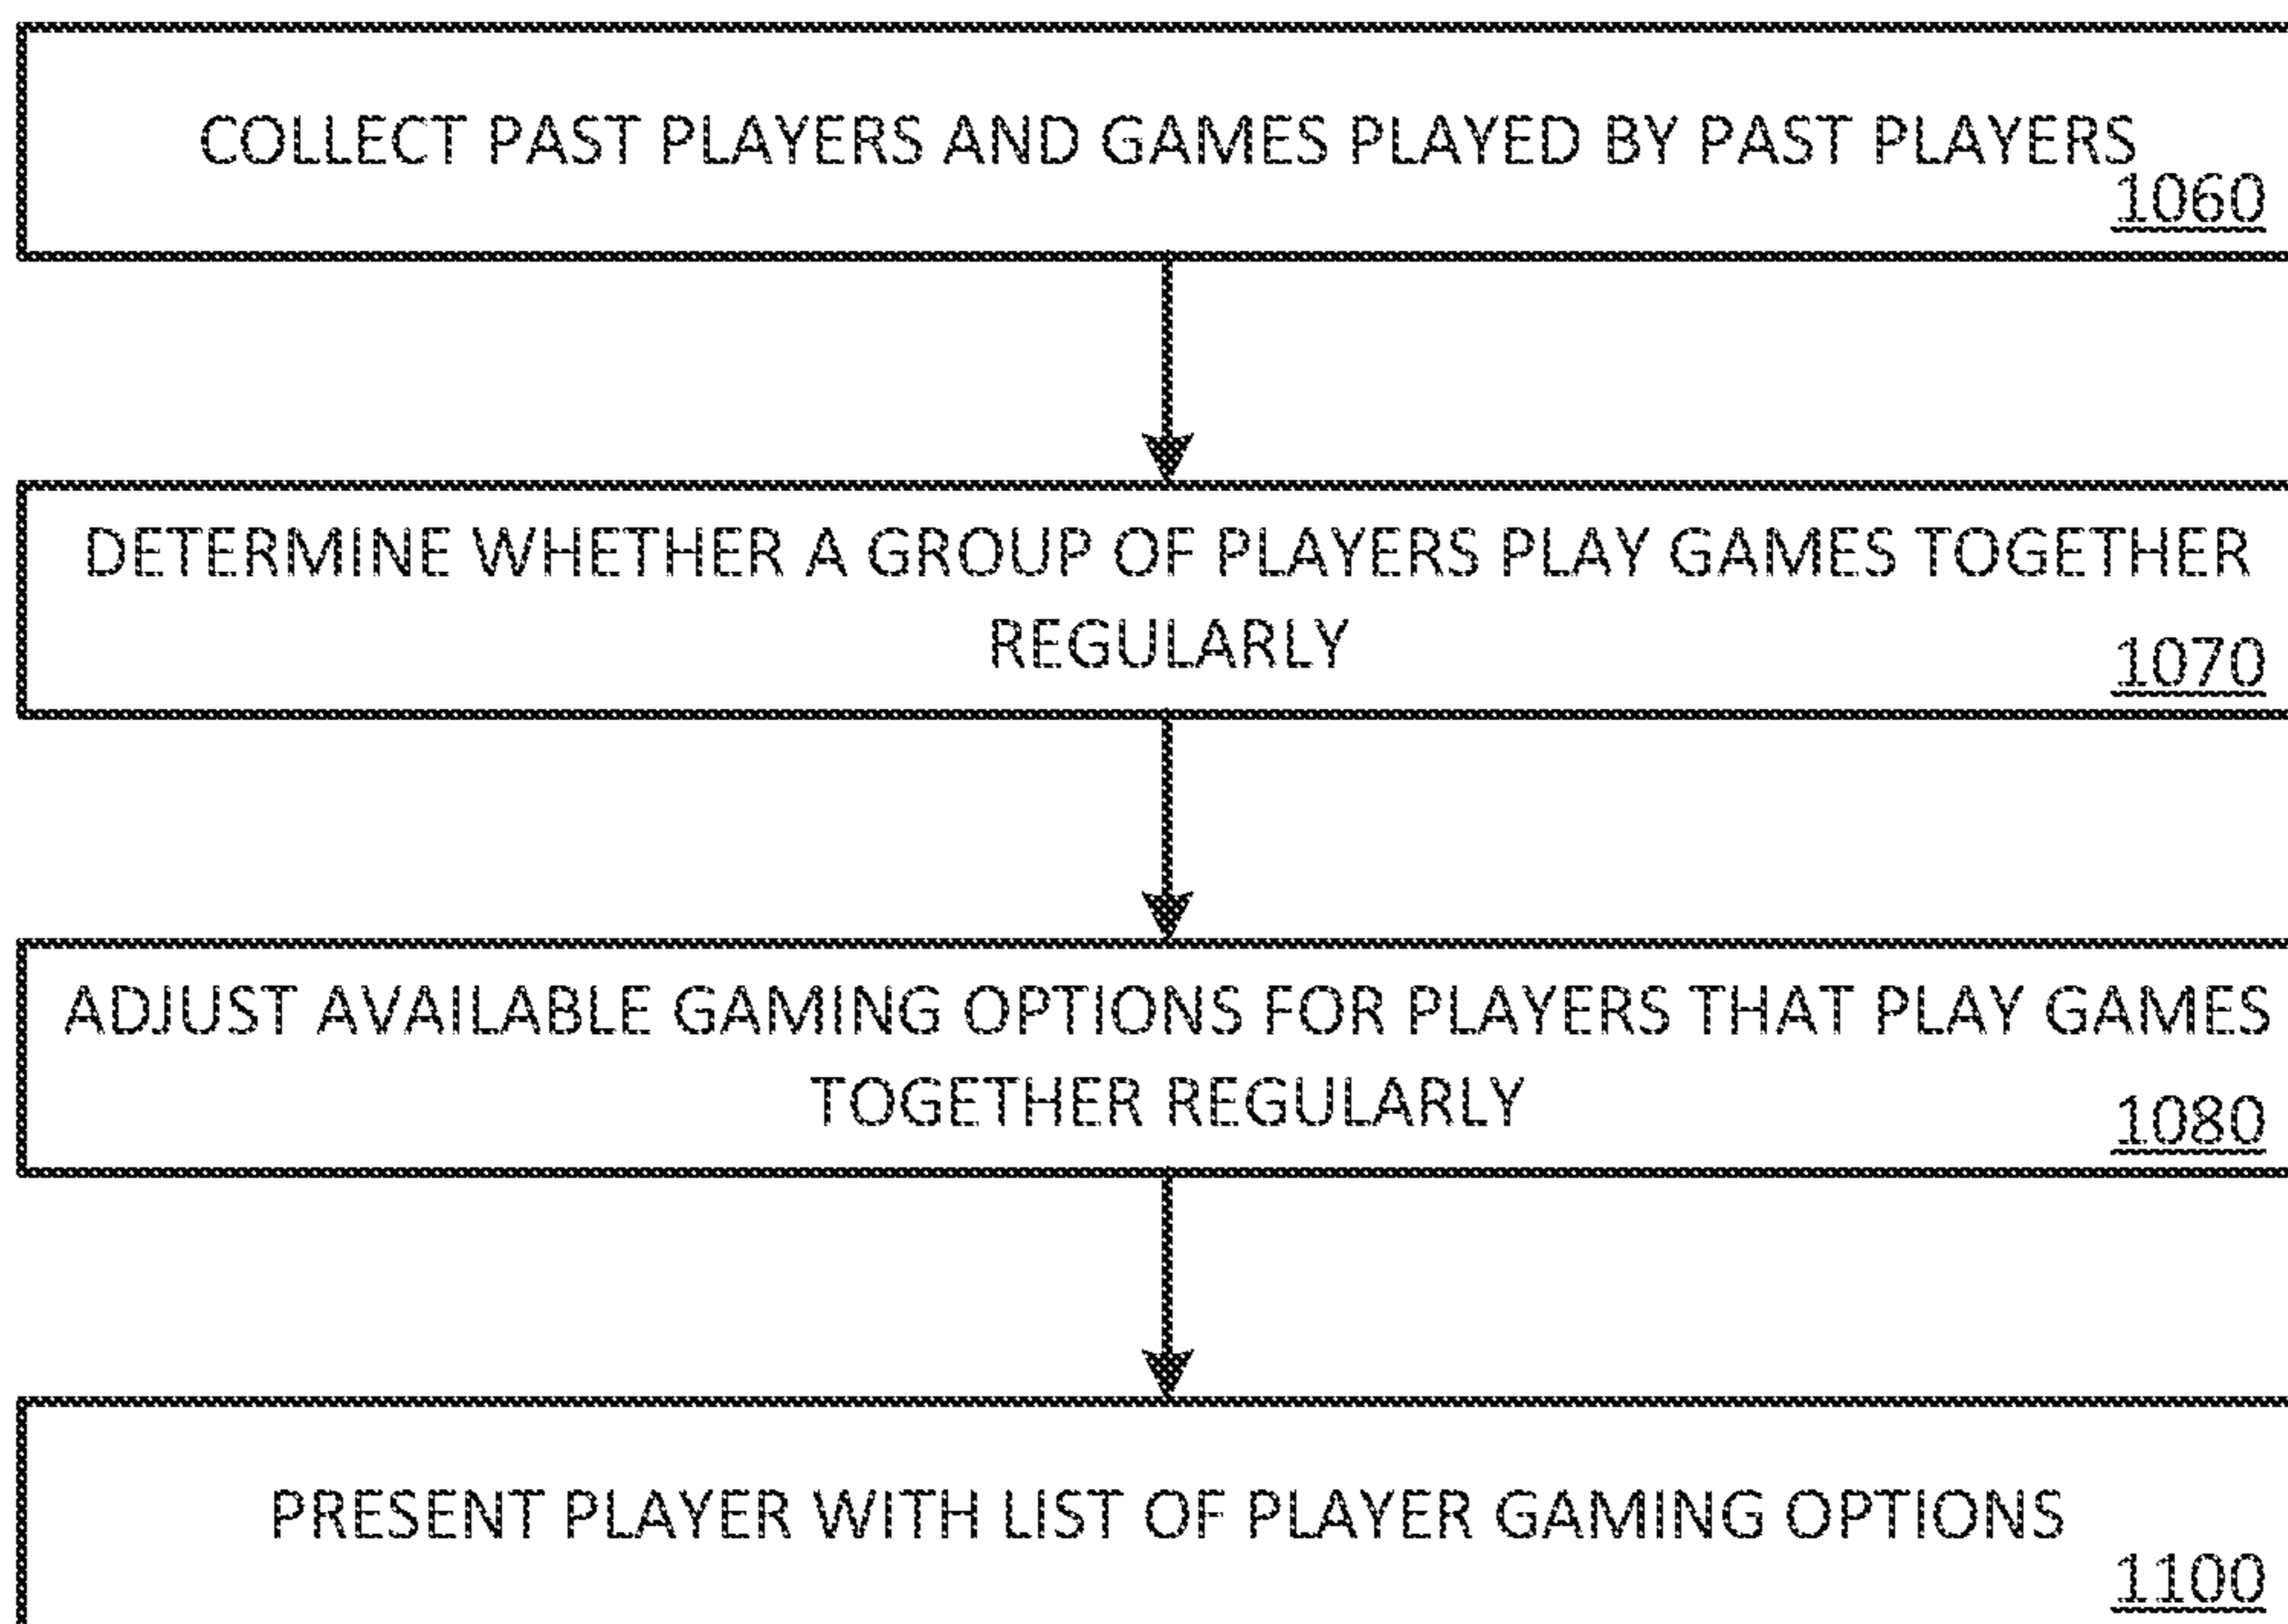 COLLECT PAST PLAYERS AND GAMES PLAYED BY PAST PLAYERS
1060
DETERMINE WHETHER A GROUP OF PLAYERS PLAY GAMES TOGETHER
REGULARLY
1070
ADJUST AVAILABLE GAMING OPTIONS FOR PLAYERS THAT PLAY GAMES
TOGETHER REGULARLY
1080
PRESENT PLAYER WITH LIST OF PLAYER GAMING OPTIONS
1100